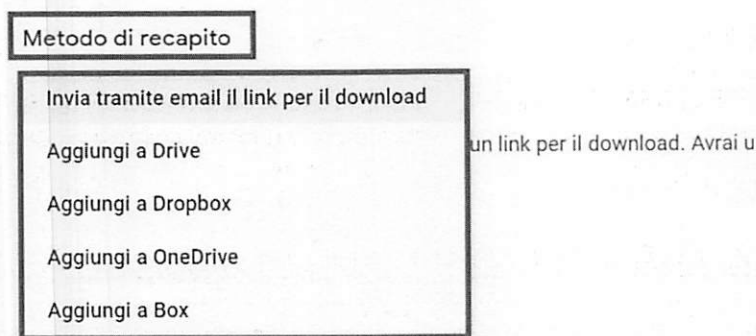 Metodo di recapito
Invia tramite email il link per il download
un link per il download. Avrai u
Aggiungi a Drive
Aggiungi a Dropbox
Aggiungi a OneDrive
Aggiungi a Box